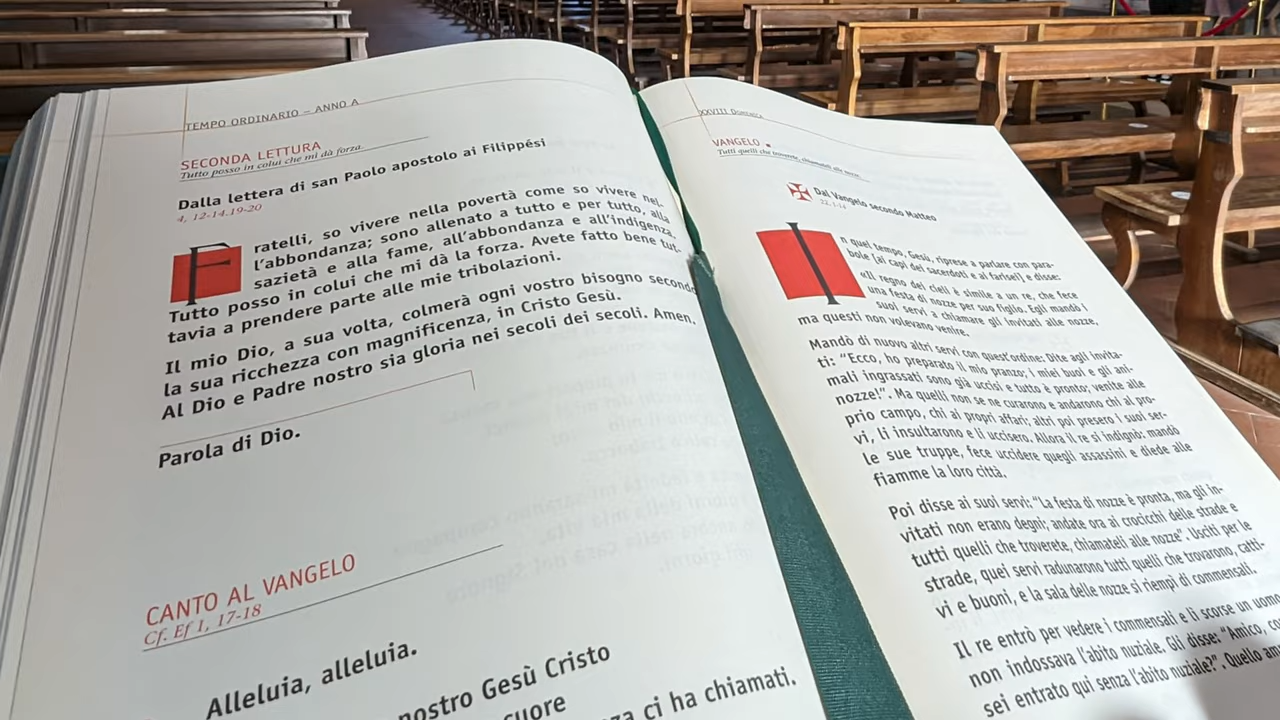 TEMPO ORDINARIO – ANNO A
SECONDA LETTURA
Tutto posso in colui che mi dà forza.
Dalla lettera di san Paolo apostolo ai Filippési
4, 12-14.19-20
Fratelli, so vivere nella povertà come so vivere nel-
l’abbondanza; sono allenato a tutto e per tutto, alla
sazietà e alla fame, all’abbondanza e all’indigenza.
Tutto posso in colui che mi dà la forza. Avete fatto bene tut-
tavia a prendere parte alle mie tribolazioni.
Il mio Dio, a sua volta, colmerà ogni vostro bisogno secondo
la sua ricchezza con magnificenza, in Cristo Gesù.
Al Dio e Padre nostro sia gloria nei secoli dei secoli. Amen.
Parola di Dio.
CANTO AL VANGELO
Cf. Ef 1, 17-18
Alleluia, alleluia.
nostro Gesù Cristo
cuore
ci ha chiamati.
XXVIII Domenica
VANGELO
Tutti quelli che troverete, chiamateli alle nozze.
Dal Vangelo secondo Matteo
22, 1-14
In quel tempo, Gesù, riprese a parlare con para-
bole [ai capi dei sacerdoti e ai farisei] e disse:
«Il regno dei cieli è simile a un re, che fece
una festa di nozze per suo figlio. Egli mandò i
suoi servi a chiamare gli invitati alle nozze,
ma questi non volevano venire.
Mandò di nuovo altri servi con quest’ordine: Dite agli invita-
ti: “Ecco, ho preparato il mio pranzo; i miei buoi e gli ani-
mali ingrassati sono già uccisi e tutto è pronto; venite alle
nozze!”. Ma quelli non se ne curarono e andarono chi al pro-
prio campo, chi ai propri affari; altri poi presero i suoi ser-
vi, li insultarono e li uccisero. Allora il re si indignò: mandò
le sue truppe, fece uccidere quegli assassini e diede alle
fiamme la loro città.
Poi disse ai suoi servi: “La festa di nozze è pronta, ma gli in-
vitati non erano degni; andate ora ai crocicchi delle strade e
tutti quelli che troverete, chiamateli alle nozze”. Usciti per le
strade, quei servi radunarono tutti quelli che trovarono, catti-
vi e buoni, e la sala delle nozze si riempì di commensali.
Il re entrò per vedere i commensali e lì scorse un uomo
non indossava l’abito nuziale. Gli disse: “Amico,
sei entrato qui senza l’abito nuziale?”.